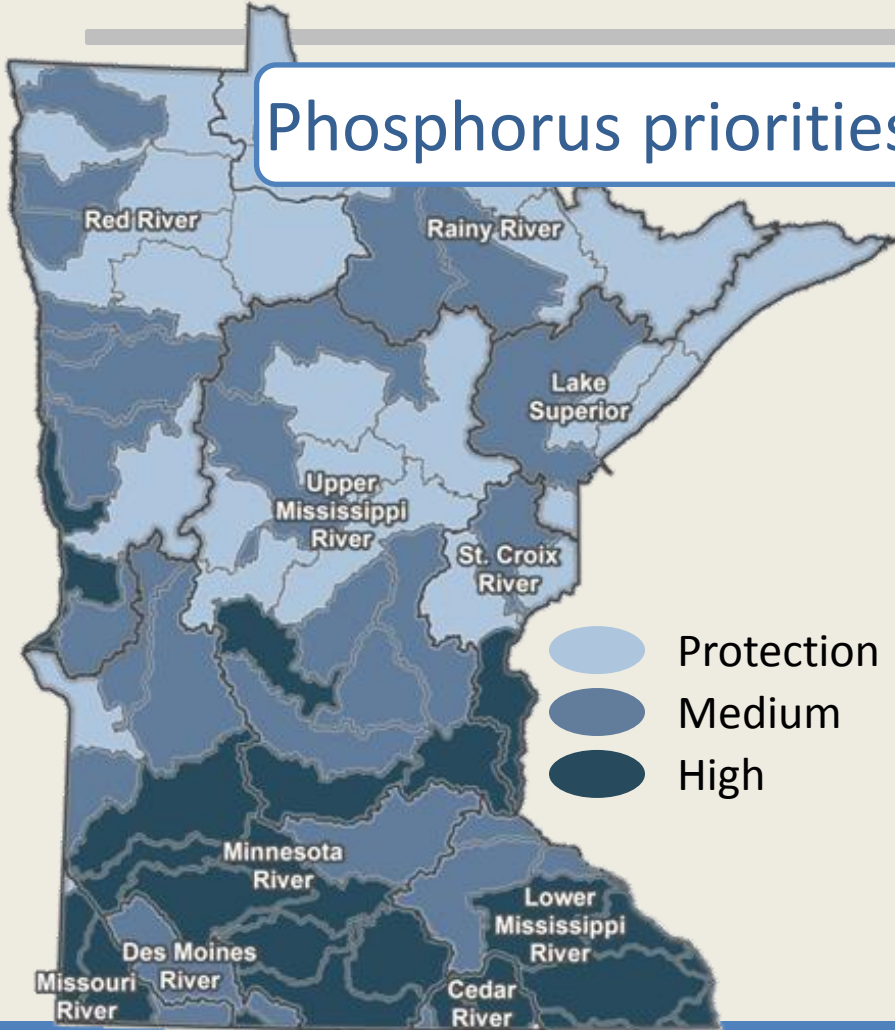 Phosphorus priorities
Red River
Rainy River
Lake
Superior
Upper
Mississippi
River
St. Croix
River
Protection
Medium
High
Minnesota
River
Lower
Mississippi
River
Des Moines
River
Missouri
River
Cedar
River